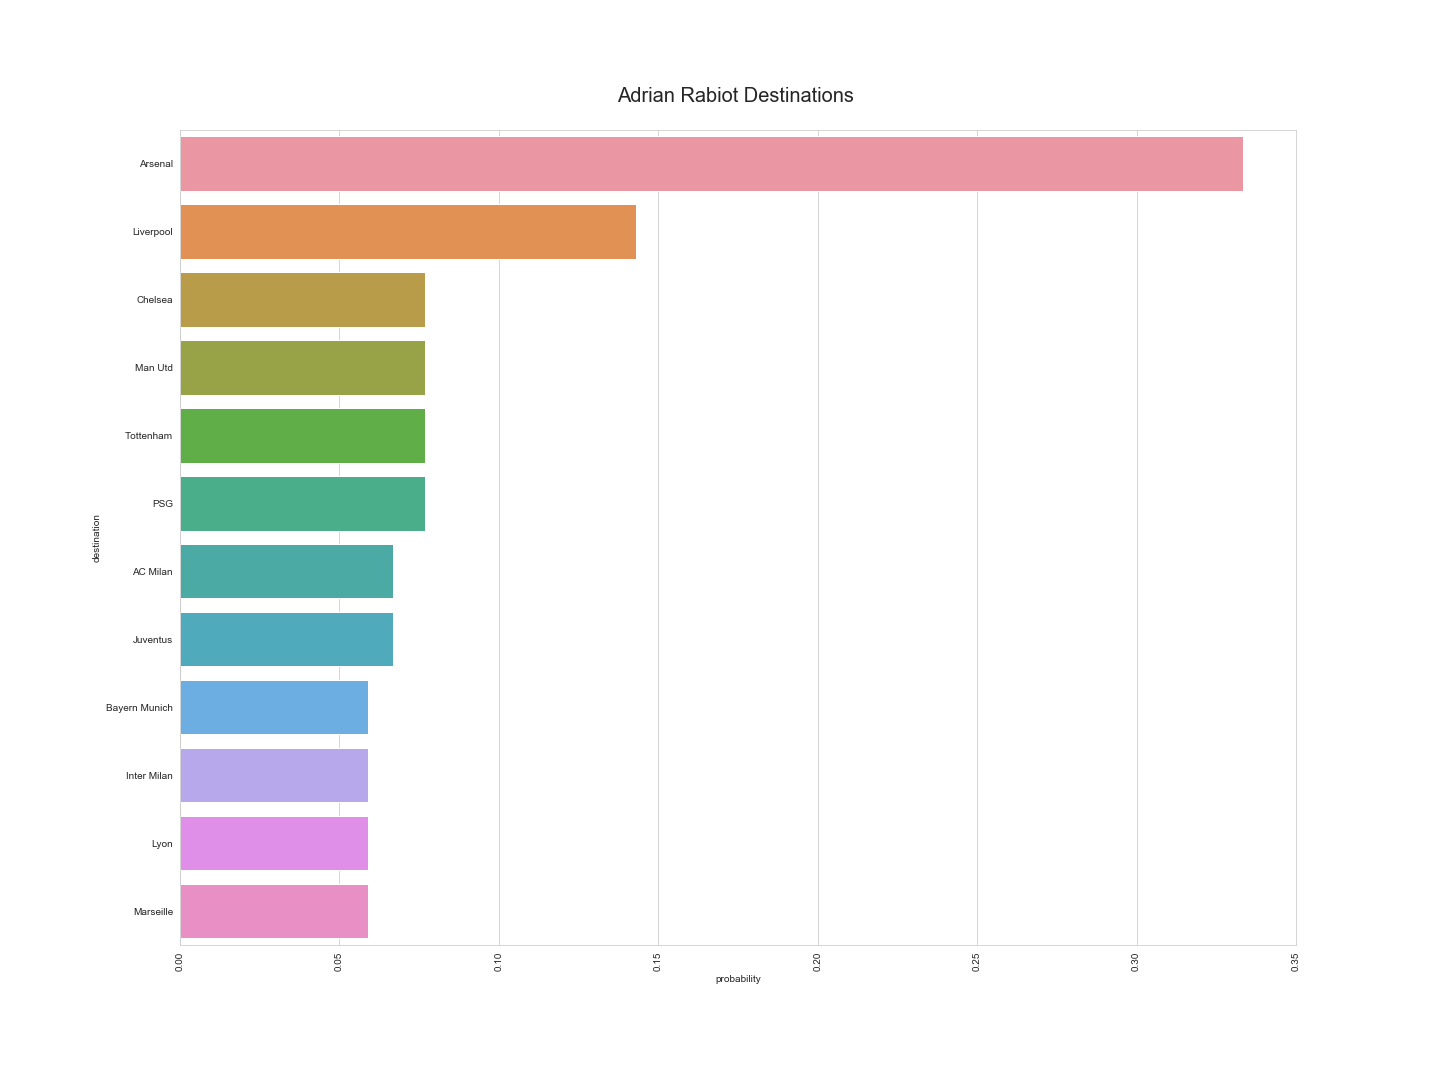 Adrian Rabiot Destinations
destination
Arsenal
Liverpool
Chelsea
Man Utd
Tottenham
PSG
AC Milan
Juventus
Bayern Munich
Inter Milan
Lyon
Marseille
0.00
0.05
0.10
0.15
0.20
0.25
0.30
0.35
probability